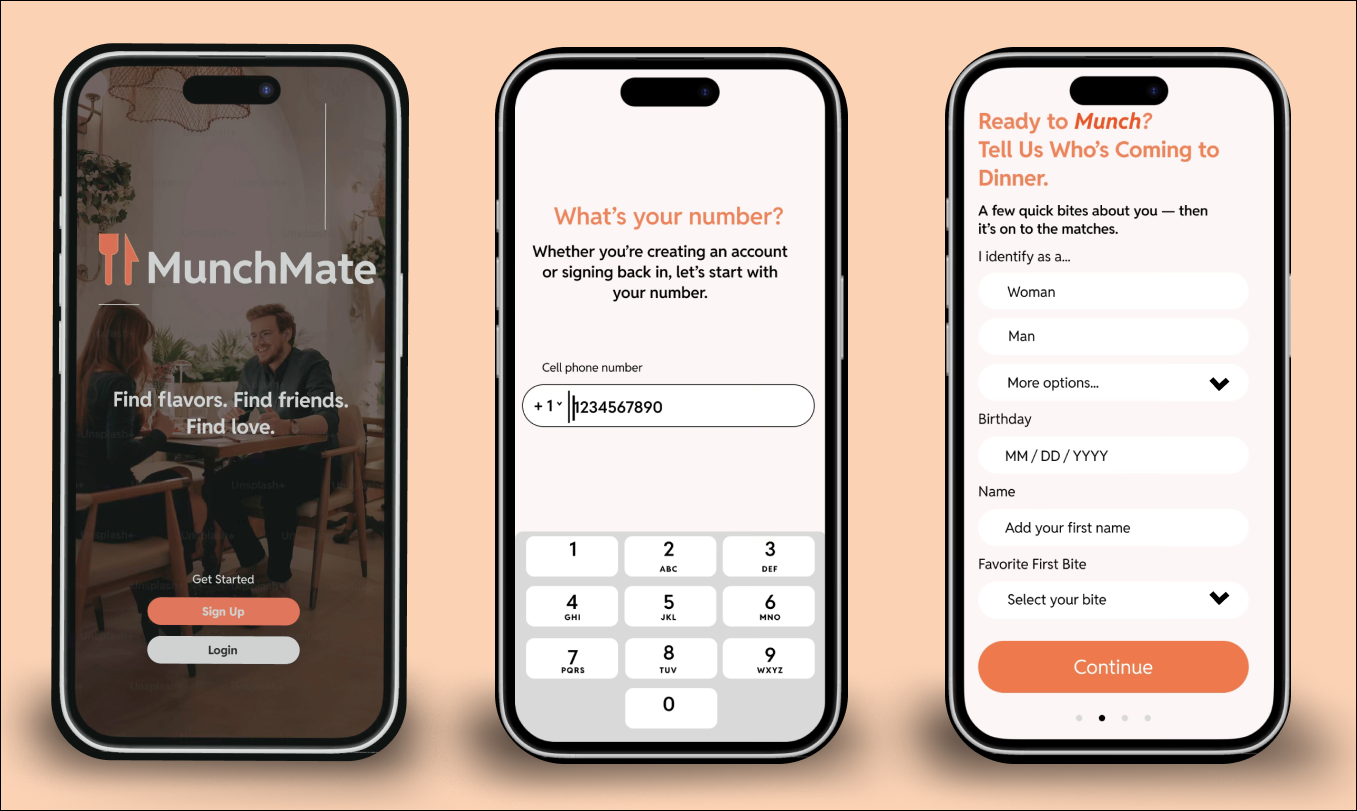 MunchMate
Find flavors. Find friends.
Find love.
Unsplash+
Unsplash+
Unsplash+
Get Started
Sign Up
Login
What's your number?
Whether you're creating an account
or signing back in, let's start with
your number.
Cell phone number
+ 1 1234567890
1
2
ABC
3
DEF
4
GHI
5
JKL
6
MNO
7
PQRS
8
TUV
9
WXYZ
0
Ready to Munch?
Tell Us Who's Coming to
Dinner.
A few quick bites about you — then
it's on to the matches.
I identify as a...
Woman
Man
More options...
Birthday
MM / DD / YYYY
Name
Add your first name
Favorite First Bite
Select your bite
Continue